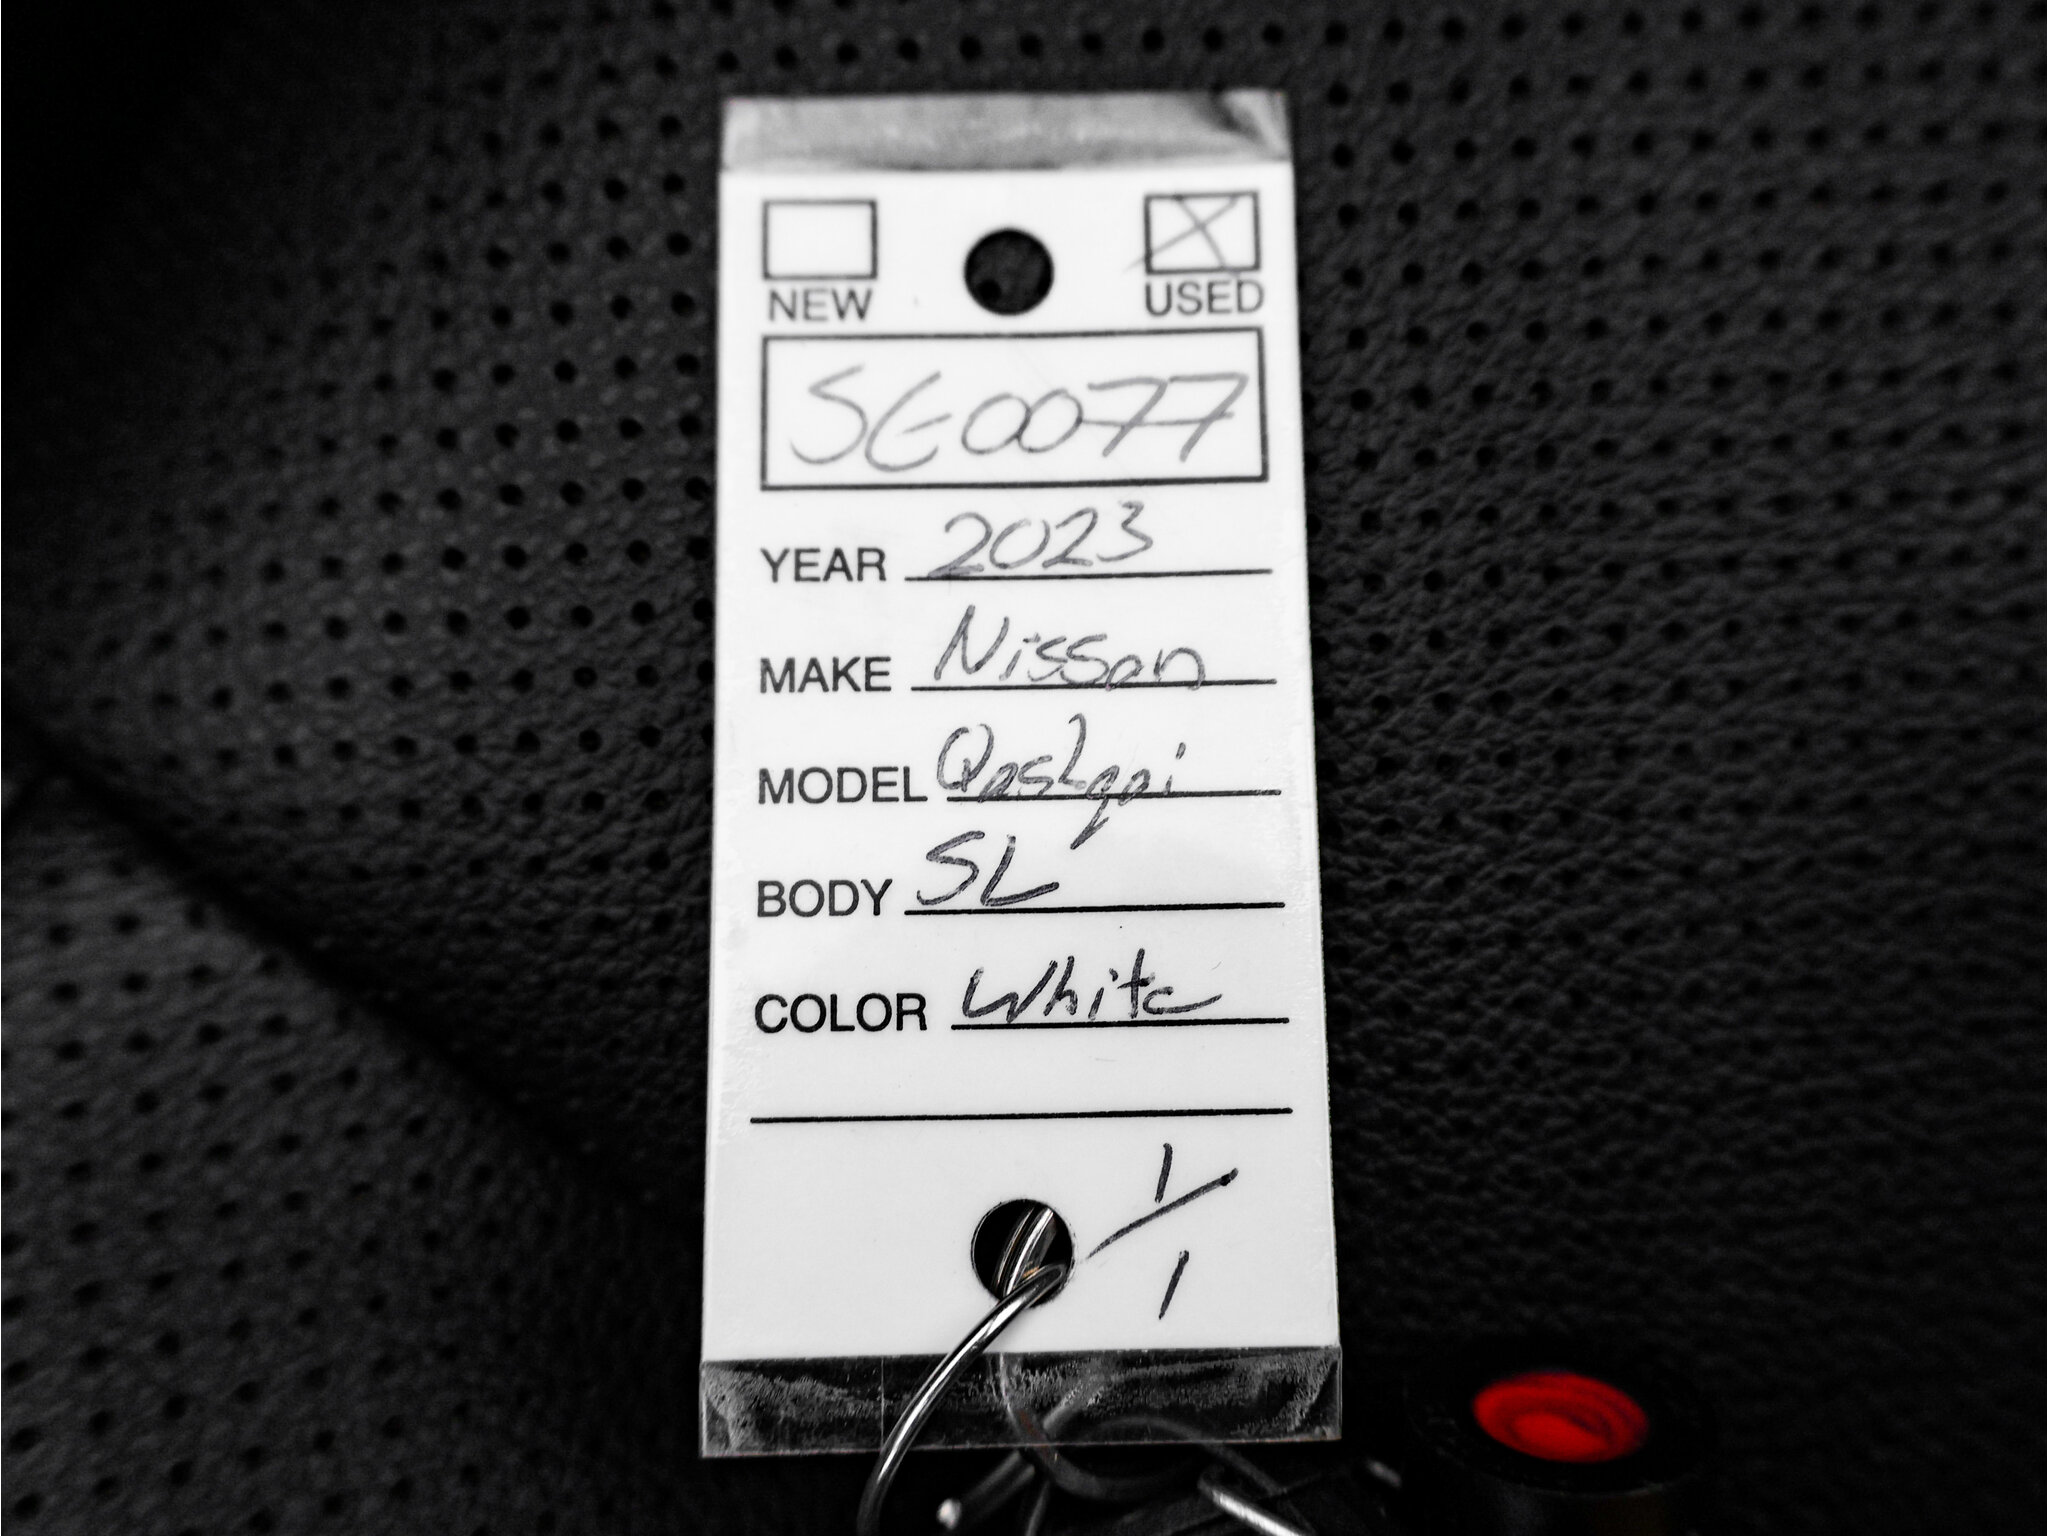 NEW USED
SE0077
YEAR 2023
MAKE Nissan
MODEL Qashqai
BODY SL
COLOR White
1/1